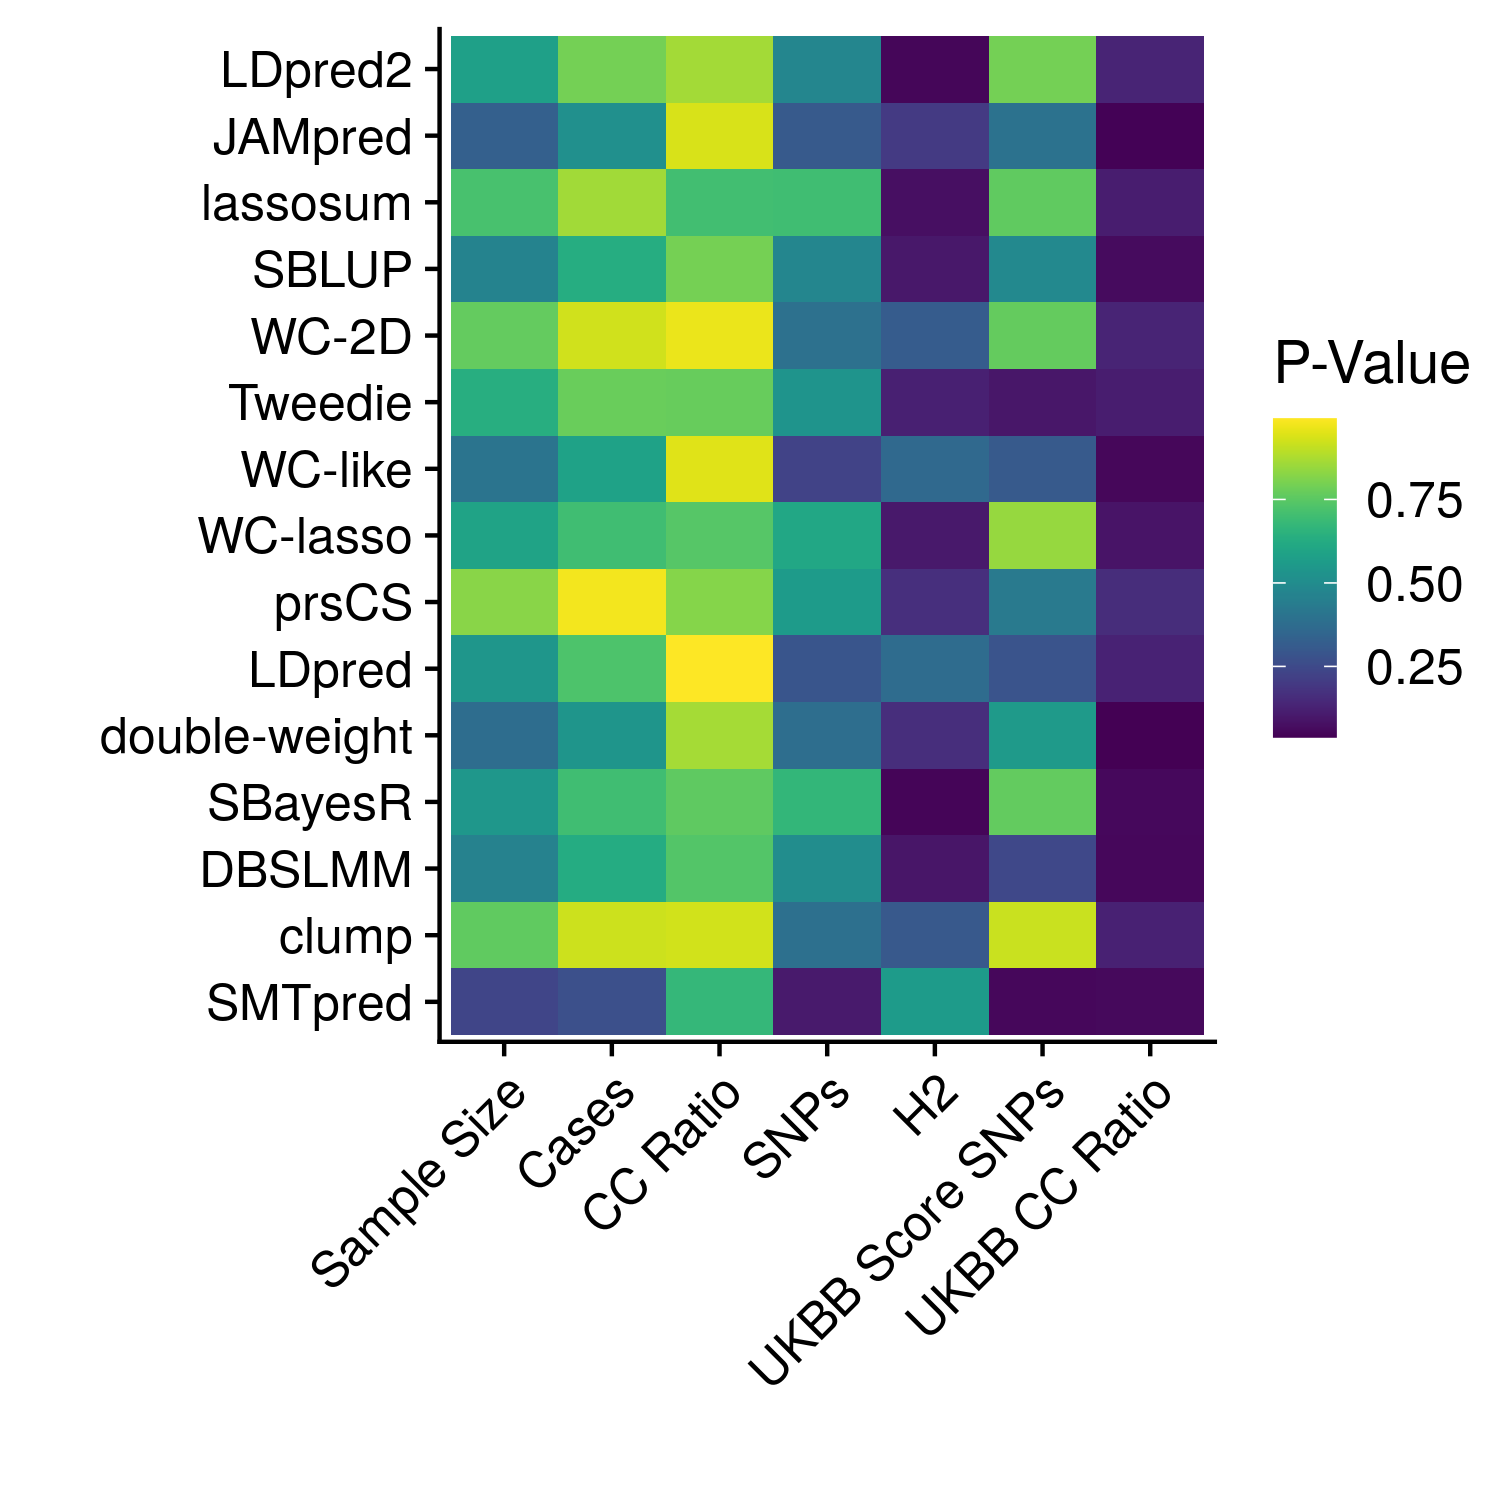 LDpred2
JAMpred
lassosum
SBLUP
WC-2D
Tweedie
WC-like
WC-lasso
prsCS
LDpred
double-weight
SBayesR
DBSLMM
clump
SMTpred
Sample Size
Cases
CC Ratio
SNPs
H2
UKBB Score SNPs
UKBB CC Ratio
P-Value
0.75
0.50
0.25